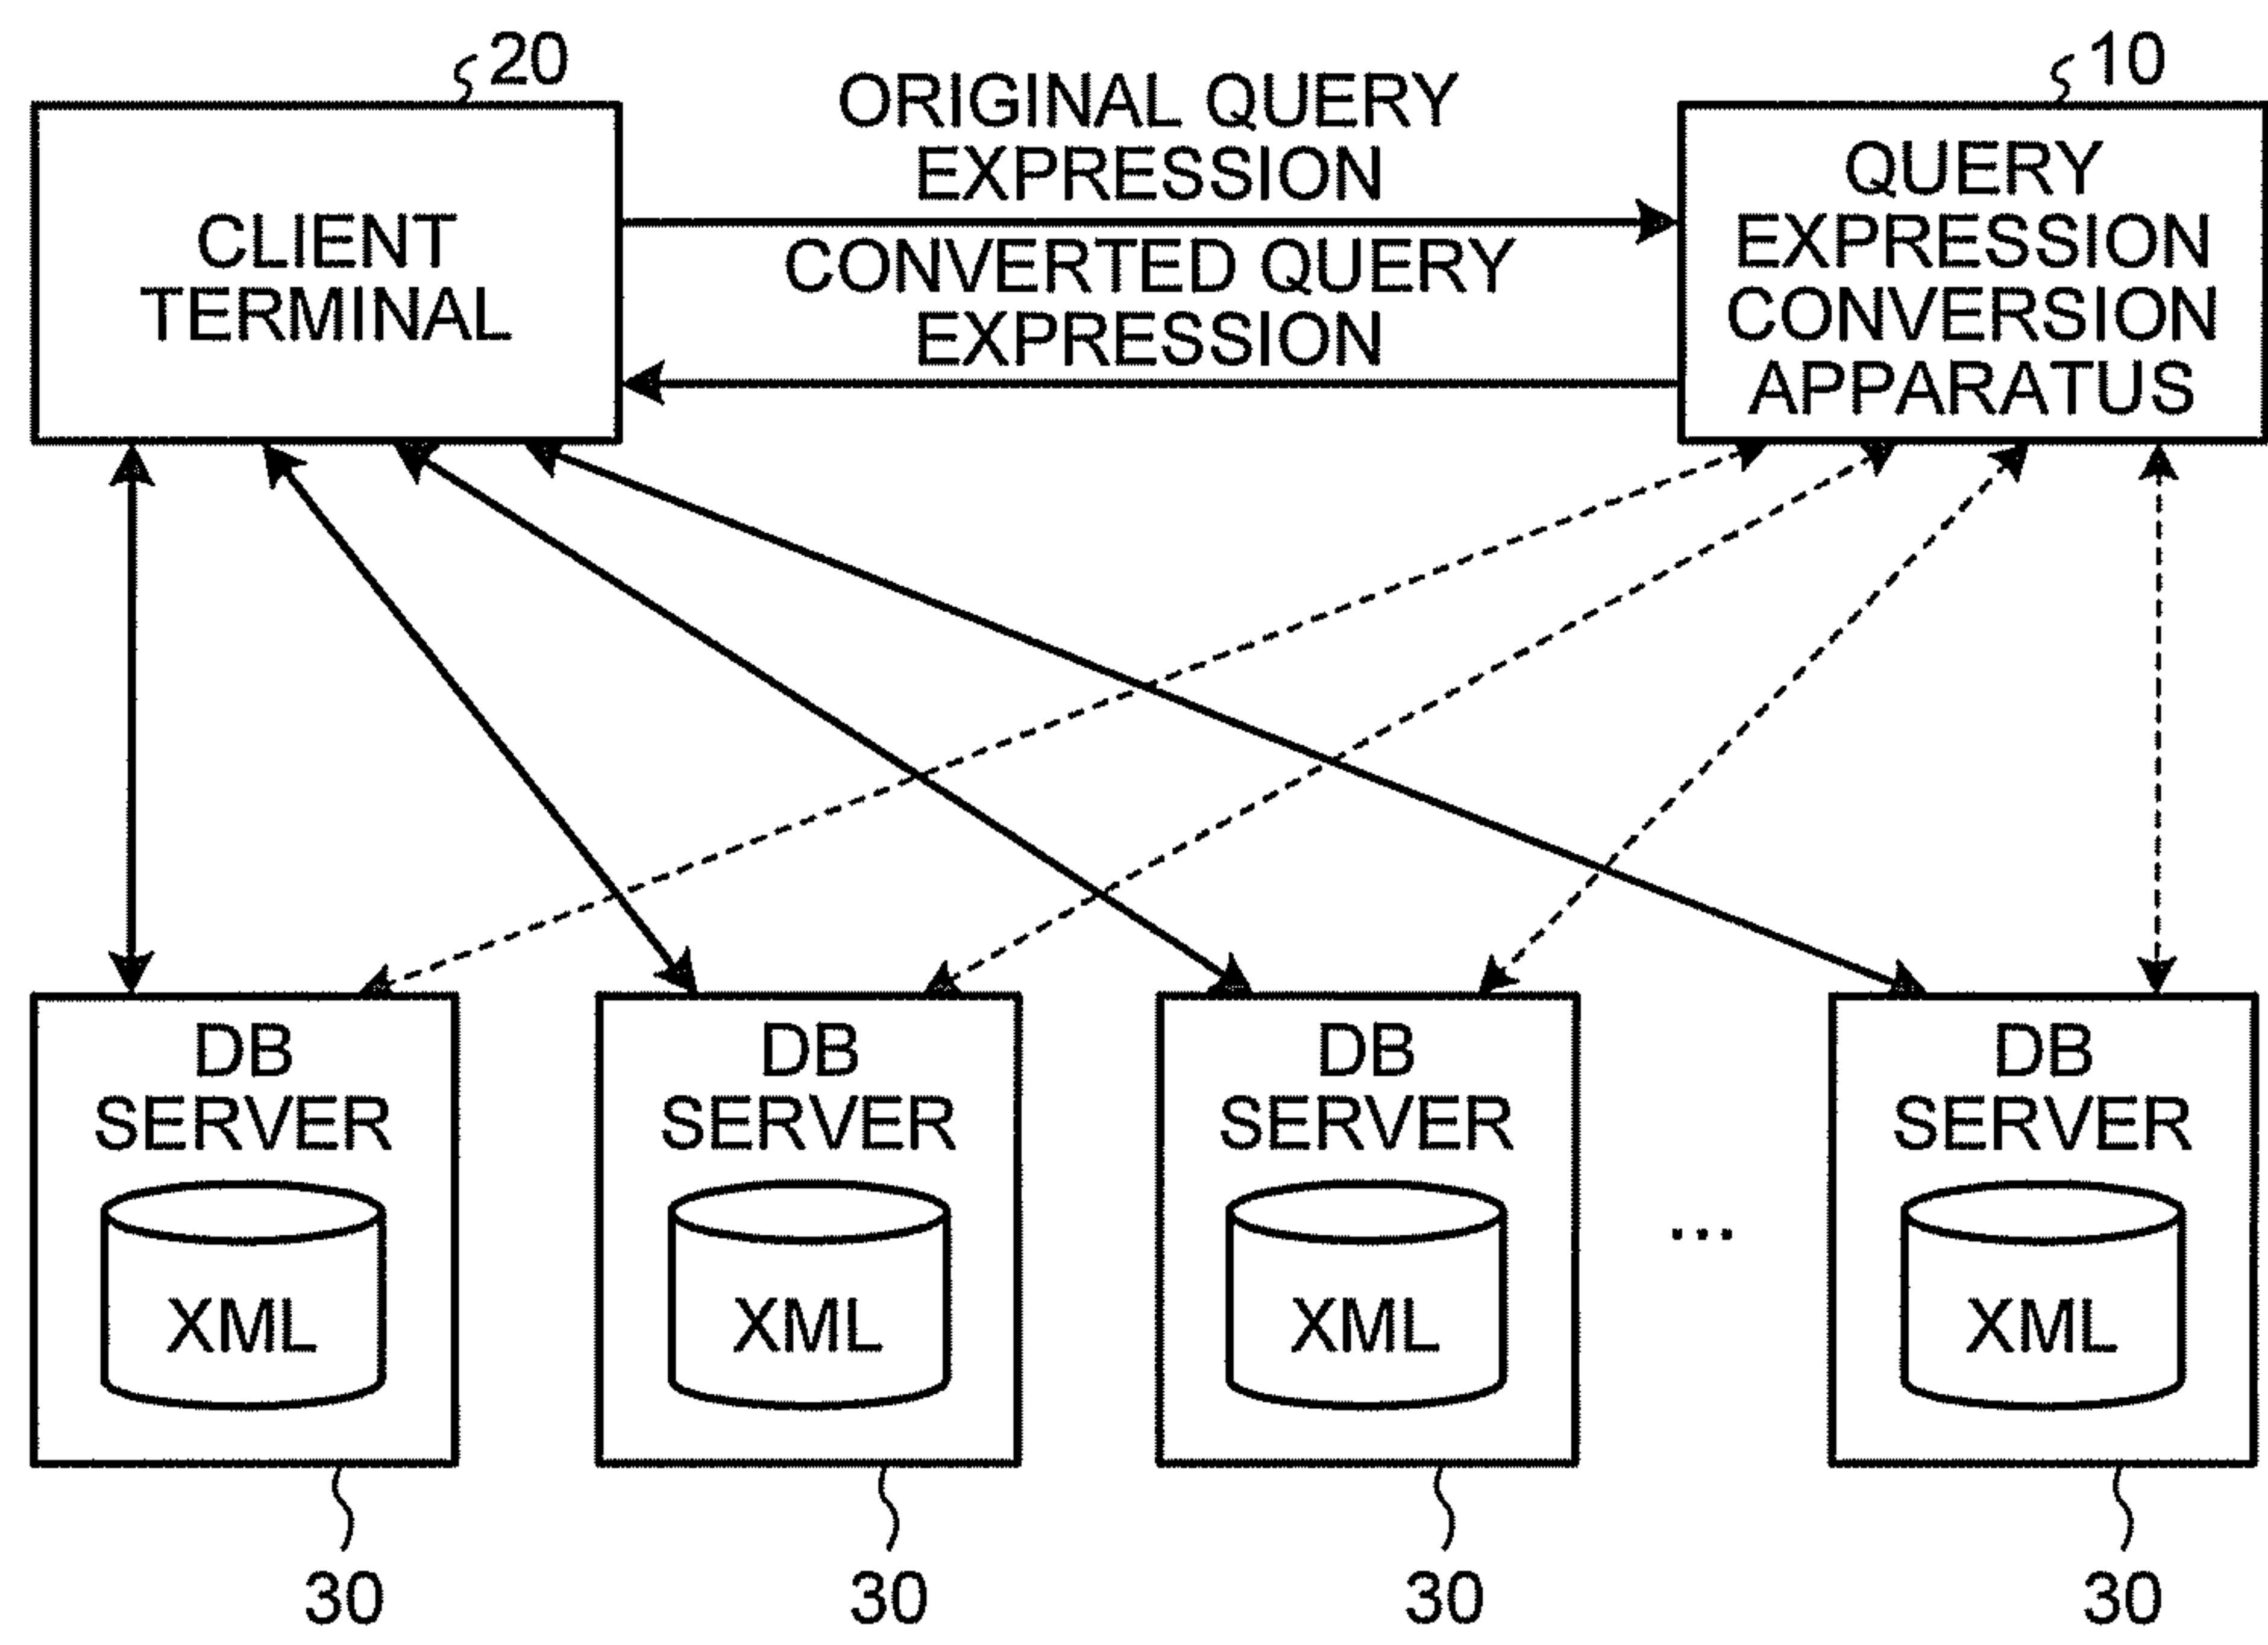 20
10
ORIGINAL QUERY
EXPRESSION
CLIENT
TERMINAL
CONVERTED QUERY
EXPRESSION
QUERY
EXPRESSION
CONVERSION
APPARATUS
DB
SERVER
XML
30
DB
SERVER
XML
30
DB
SERVER
XML
30
...
DB
SERVER
XML
30